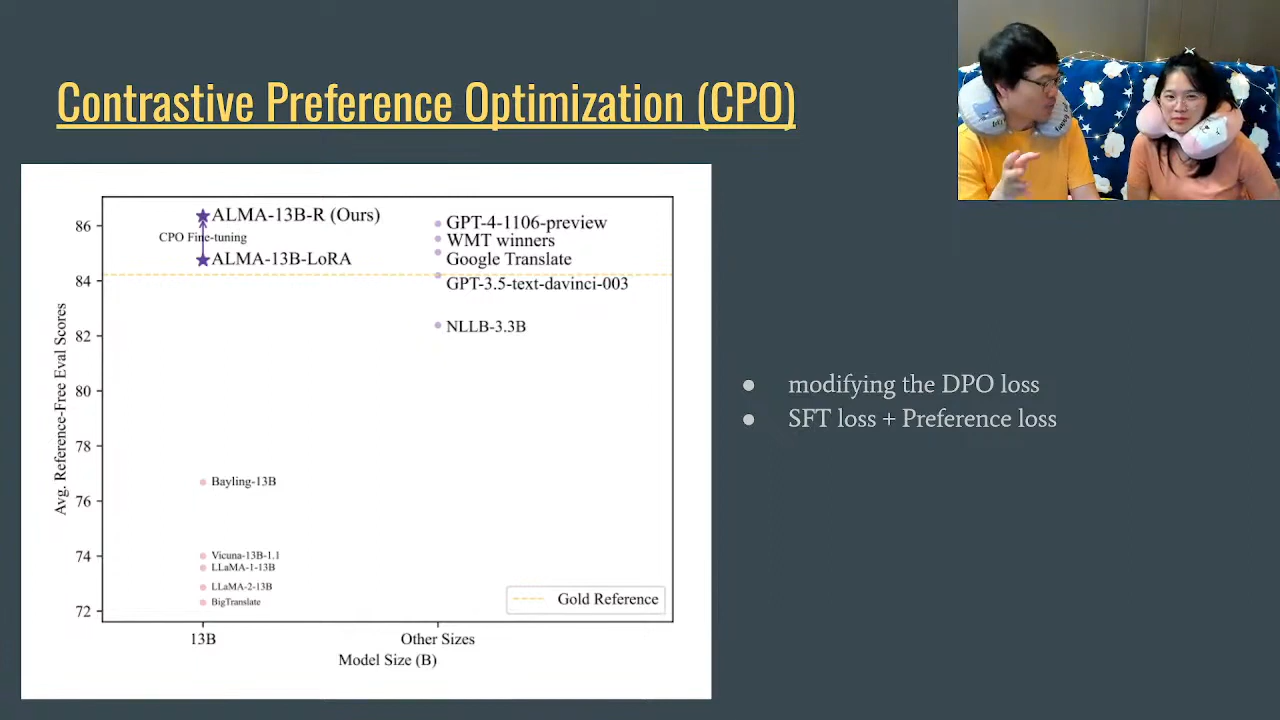 Contrastive Preference Optimization (CPO)
86
84
82
80
78
76
74
72
Avg. Reference-Free Eval Scores
ALMA-13B-R (Ours)
CPO Fine-tuning
ALMA-13B-LoRA
GPT-4-1106-preview
WMT winners
Google Translate
GPT-3.5-text-davinci-003
NLLB-3.3B
Bayling-13B
Vicuna-13B-1.1
LLaMA-1-13B
LLaMA-2-13B
BigTranslate
Gold Reference
13B
Other Sizes
Model Size (B)
● modifying the DPO loss
● SFT loss + Preference loss